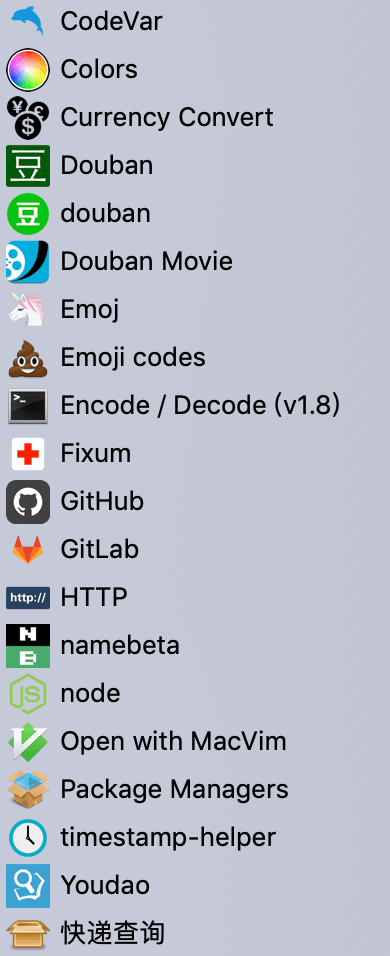 CodeVar
Colors
Currency Convert
Douban
douban
Douban Movie
Emoj
Emoji codes
Encode / Decode (v1.8)
Fixum
GitHub
GitLab
http:// HTTP
namebeta
node
Open with MacVim
Package Managers
timestamp-helper
Youdao
快递查询